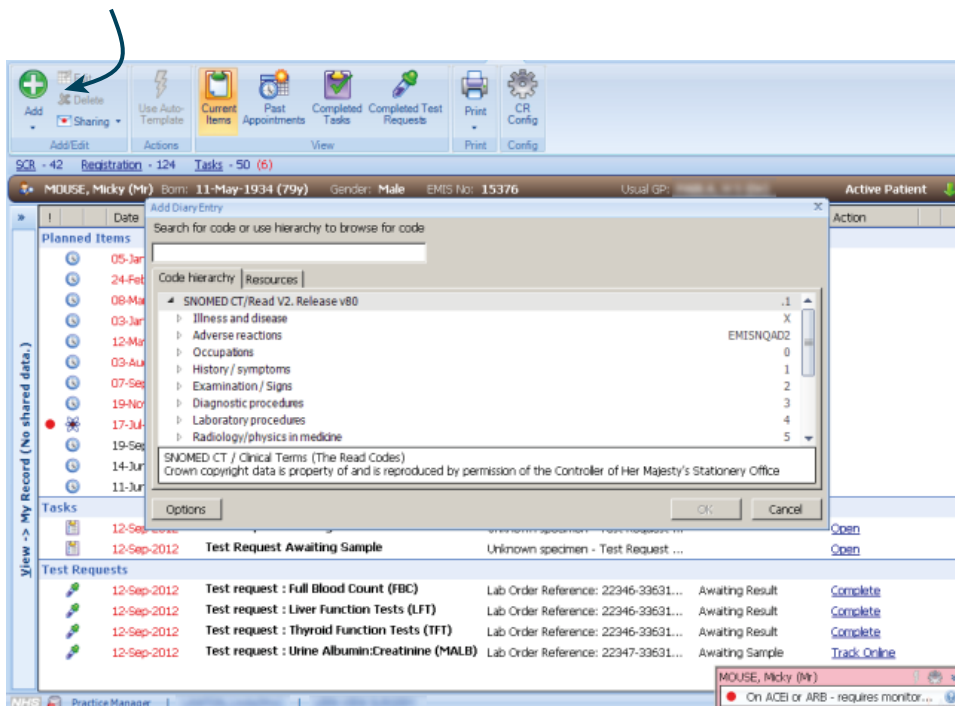 Add
Edit
Delete
Sharing
Add/Edit
Use Auto-
Template
Actions
Current
Items
Past
Appointments
Completed
Tasks
Completed Test
Requests
View
Print
Print
CR
Config
Config
SCR - 42 Registration - 124 Tasks - 50 (6)
MOUSE, Micky (Mr) Born: 11-May-1934 (79y) Gender: Male EMIS No: 15376 Usual GP: Active Patient
» ! Date Action
View -> My Record (No shared data.)
Planned Items
05-Jan
24-Feb
08-Ma
03-Jan
12-Ma
03-Au
07-Sep
19-No
17-Jul-
19-Sep
14-Jun
11-Jun
Add Diary Entry x
Search for code or use hierarchy to browse for code
Code hierarchy Resources
SNOMED CT/Read V2. Release v80 .1
Illness and disease X
Adverse reactions EMISNQAD2
Occupations 0
History / symptoms 1
Examination / Signs 2
Diagnostic procedures 3
Laboratory procedures 4
Radiology/physics in medicine 5
SNOMED CT / Clinical Terms (The Read Codes)
Crown copyright data is property of and is reproduced by permission of the Controller of Her Majesty's Stationery Office
Options OK Cancel
Tasks
12-Sep-2012 Open
12-Sep-2012 Test Request Awaiting Sample Unknown specimen - Test Request ... Open
Test Requests
12-Sep-2012 Test request : Full Blood Count (FBC) Lab Order Reference: 22346-33631... Awaiting Result Complete
12-Sep-2012 Test request : Liver Function Tests (LFT) Lab Order Reference: 22346-33631... Awaiting Result Complete
12-Sep-2012 Test request : Thyroid Function Tests (TFT) Lab Order Reference: 22346-33631... Awaiting Result Complete
12-Sep-2012 Test request : Urine Albumin:Creatinine (MALB) Lab Order Reference: 22347-33631... Awaiting Sample Track Online
MOUSE, Micky (Mr)
On ACEi or ARB - requires monitor...
NHS Practice Manager